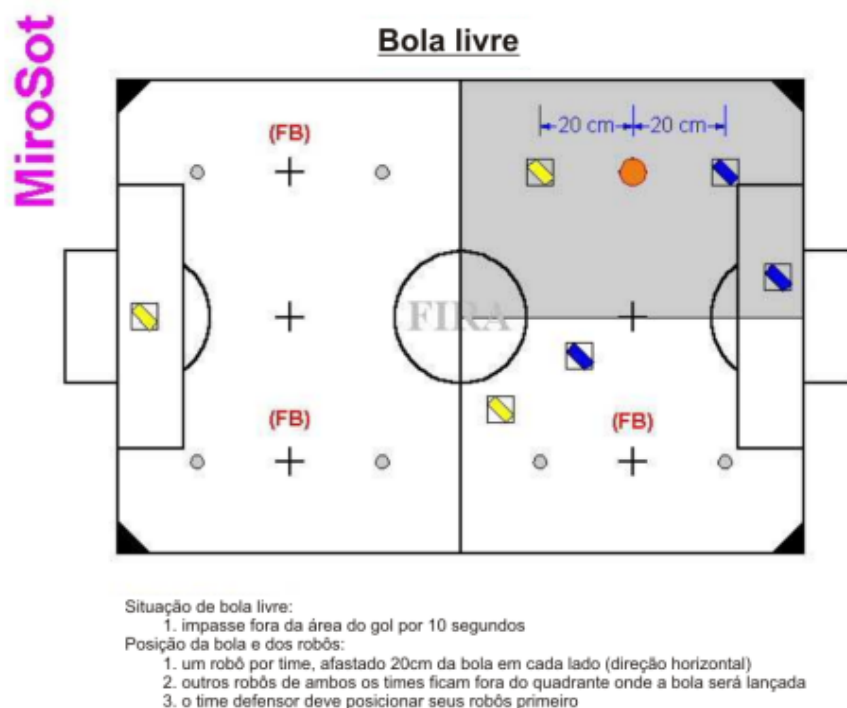 MiroSot
Bola livre
20 cm 20 cm
(FB)
FIRA
(FB) (FB)
Situação de bola livre:
1. impasse fora da área do gol por 10 segundos
Posição da bola e dos robôs:
1. um robô por time, afastado 20cm da bola em cada lado (direção horizontal)
2. outros robôs de ambos os times ficam fora do quadrante onde a bola será lançada
3. o time defensor deve posicionar seus robôs primeiro